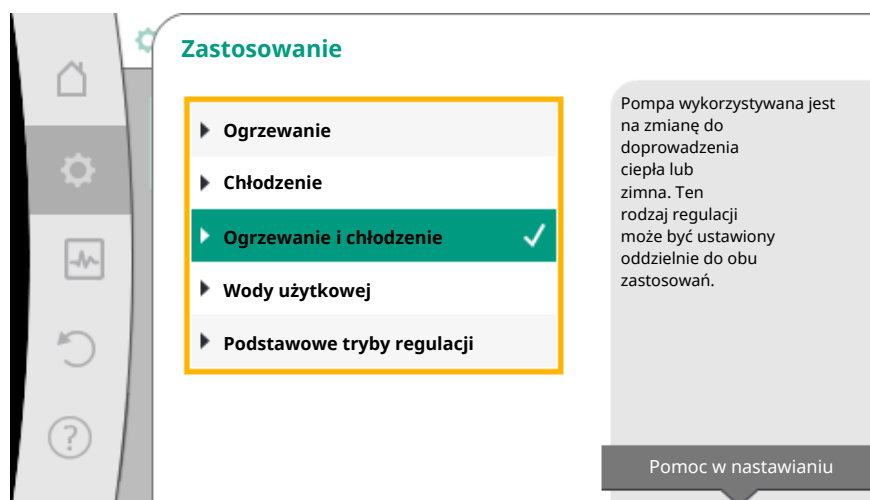 Zastosowanie
Ogrzewanie
Chłodzenie
Ogrzewanie i chłodzenie
Wody użytkowej
Podstawowe tryby regulacji
Pompa wykorzystywana jest
na zmianę do
doprowadzenia
ciepła lub
zimna. Ten
rodzaj regulacji
może być ustawiony
oddzielnie do obu
zastosowań.
Pomoc w nastawianiu